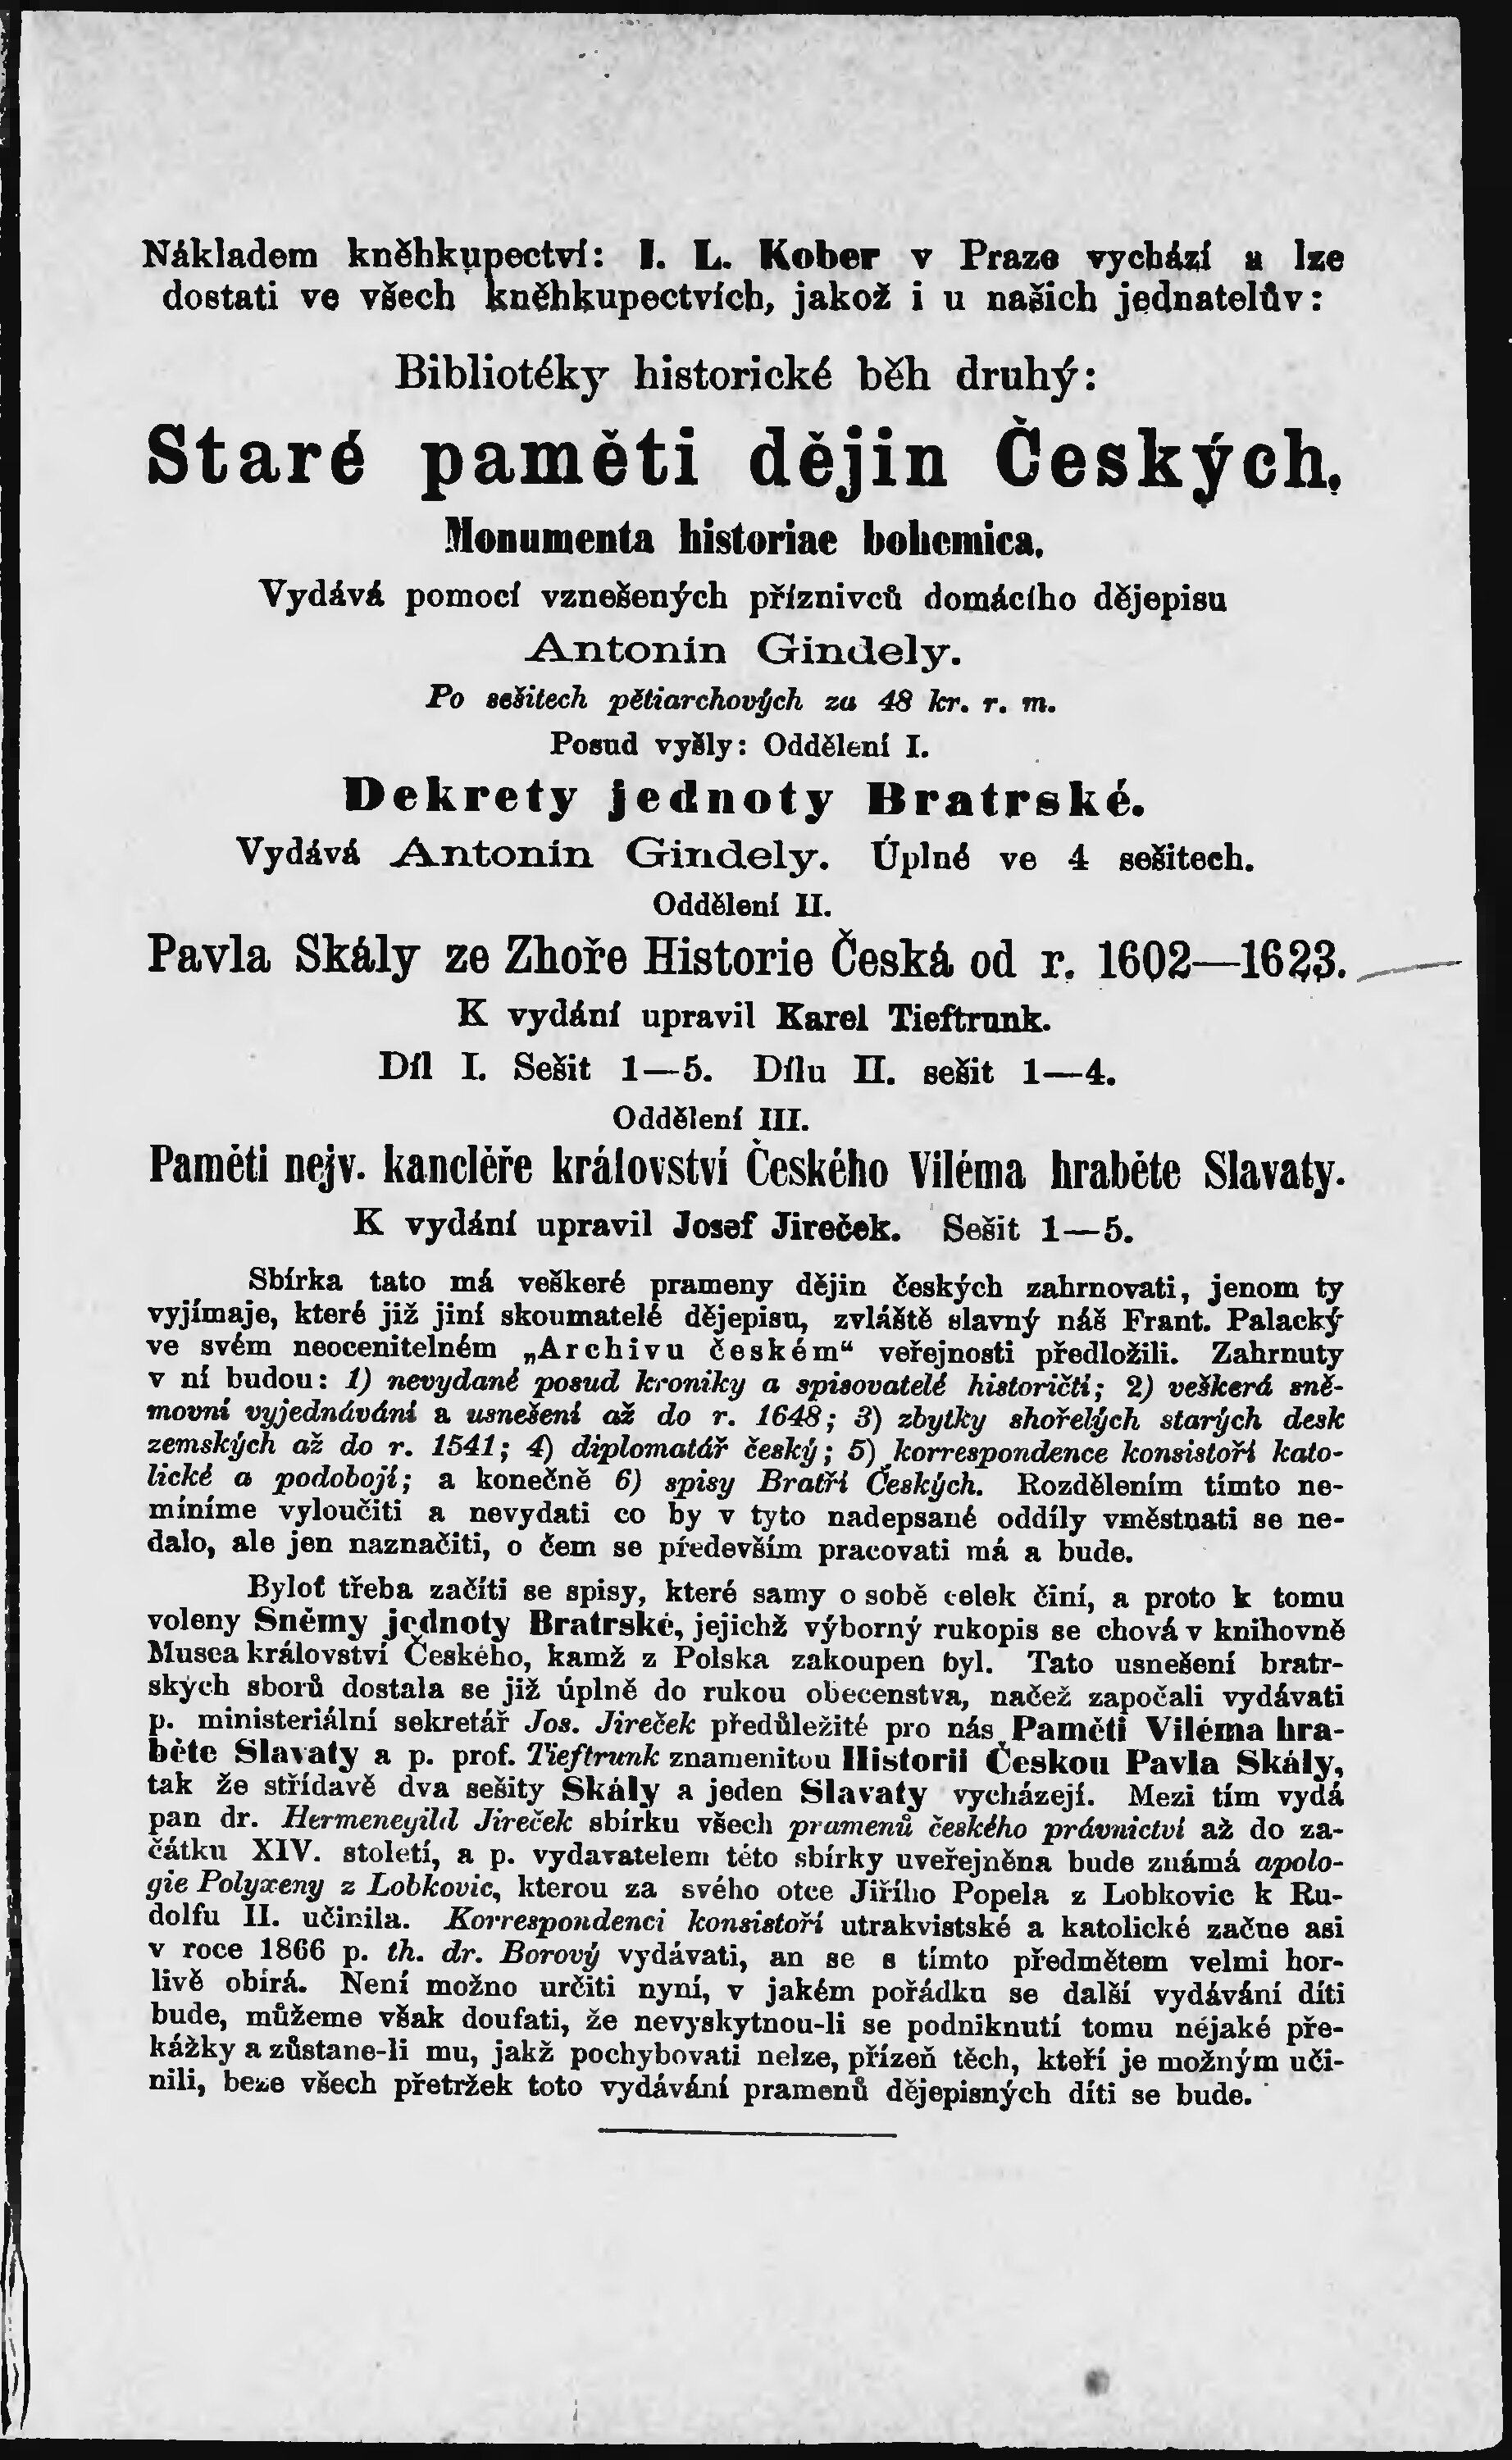 Nákladem kněhkupectví: I. L. Kober v Praze vychází a lze
dostati ve všech kněhkupectvích, jakož i u našich jednatelův:
Bibliotéky historické běh druhý:
Staré paměti dějin Českých,
Monumenta historiae bohemica.
Vydává pomocí vznešených příznivců domácího dějepisu
Antonín Gindely.
Po sešitech pětiarchových za 48 kr. r. m.
Posud vyšly: Oddělení I.
Dekrety jednoty Bratrské.
Vydává Antonín Gindely. Úplné ve 4 sešitech.
Oddělení II.
Pavla Skály ze Zhoře Historie Česká od r. 1602—1623.
K vydání upravil Karel Tieftrunk.
Díl I. Sešit 1—5. Dílu II. sešit 1—4.
Oddělení III.
Paměti nejv. kancléře království Českého Viléma hraběte Slavaty.
K vydání upravil Josef Jireček. Sešit 1—5.
Sbírka tato má veškeré prameny dějin českých zahrnovati, jenom ty
vyjímaje, které již jiní skoumatelé dějepisu, zvláště slavný náš Frant. Palacký
ve svém neocenitelném „Archivu českém“ veřejnosti předložili. Zahrnuty
v ní budou: 1) nevydané posud kroniky a spisovatelé historičtí; 2) veškerá sně-
movní vyjednávání a usnešení až do r. 1648; 3) zbytky shořelých starých desk
zemských až do r. 1541; 4) diplomatář český; 5) korrespondence konsistoří kato-
lické a podobojí; a konečně 6) spisy Bratří Českých. Rozdělením tímto ne-
míníme vyloučiti a nevydati co by v tyto nadepsané oddíly vměstnati se ne-
dalo, ale jen naznačiti, o čem se především pracovati má a bude.
Byloť třeba začíti se spisy, které samy o sobě celek činí, a proto k tomu
voleny Sněmy jednoty Bratrské, jejichž výborný rukopis se chová v knihovně
Musea království Českého, kamž z Polska zakoupen byl. Tato usnešení bratr-
ských sborů dostala se již úplně do rukou obecenstva, načež započali vydávati
p. ministeriální sekretář Jos. Jireček předůležité pro nás Paměti Viléma hra-
běte Slavaty a p. prof. Tieftrunk znamenitou Historii Českou Pavla Skály,
tak že střídavě dva sešity Skály a jeden Slavaty vycházejí. Mezi tím vydá
pan dr. Hermenegild Jireček sbírku všech pramenů českého právnictví až do za-
čátku XIV. století, a p. vydavatelem této sbírky uveřejněna bude známá apolo-
gie Polyxeny z Lobkovic, kterou za svého otce Jiřího Popela z Lobkovic k Ru-
dolfu II. učinila. Korrespondenci konsistoří utrakvistské a katolické začne asi
v roce 1866 p. th. dr. Borový vydávati, an se s tímto předmětem velmi hor-
livě obírá. Není možno určiti nyní, v jakém pořádku se další vydávání díti
bude, můžeme však doufati, že nevyskytnou-li se podniknutí tomu nějaké pře-
kážky a zůstane-li mu, jakž pochybovati nelze, přízeň těch, kteří je možným uči-
nili, beze všech přetržek toto vydávání pramenů dějepisných díti se bude.